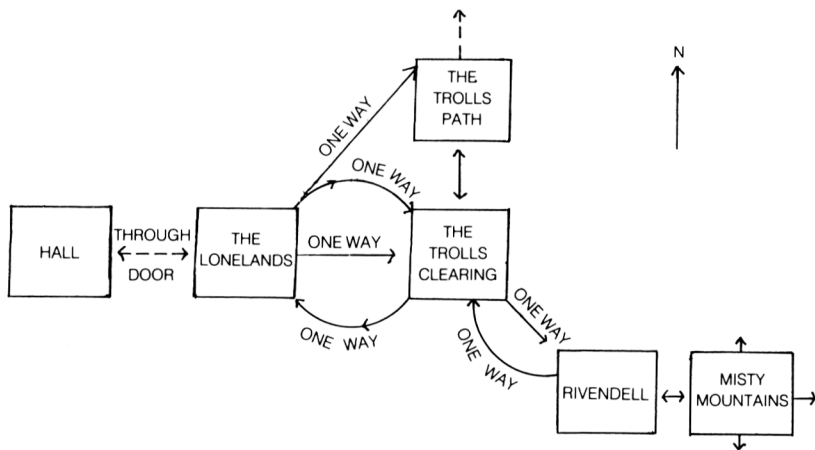 N
THE
TROLLS
PATH
ONE WAY
ONE WAY
HALL
THROUGH
DOOR
THE
LONELANDS
ONE WAY
THE
TROLLS
CLEARING
ONE WAY
ONE WAY
ONE WAY
RIVENDELL
MISTY
MOUNTAINS